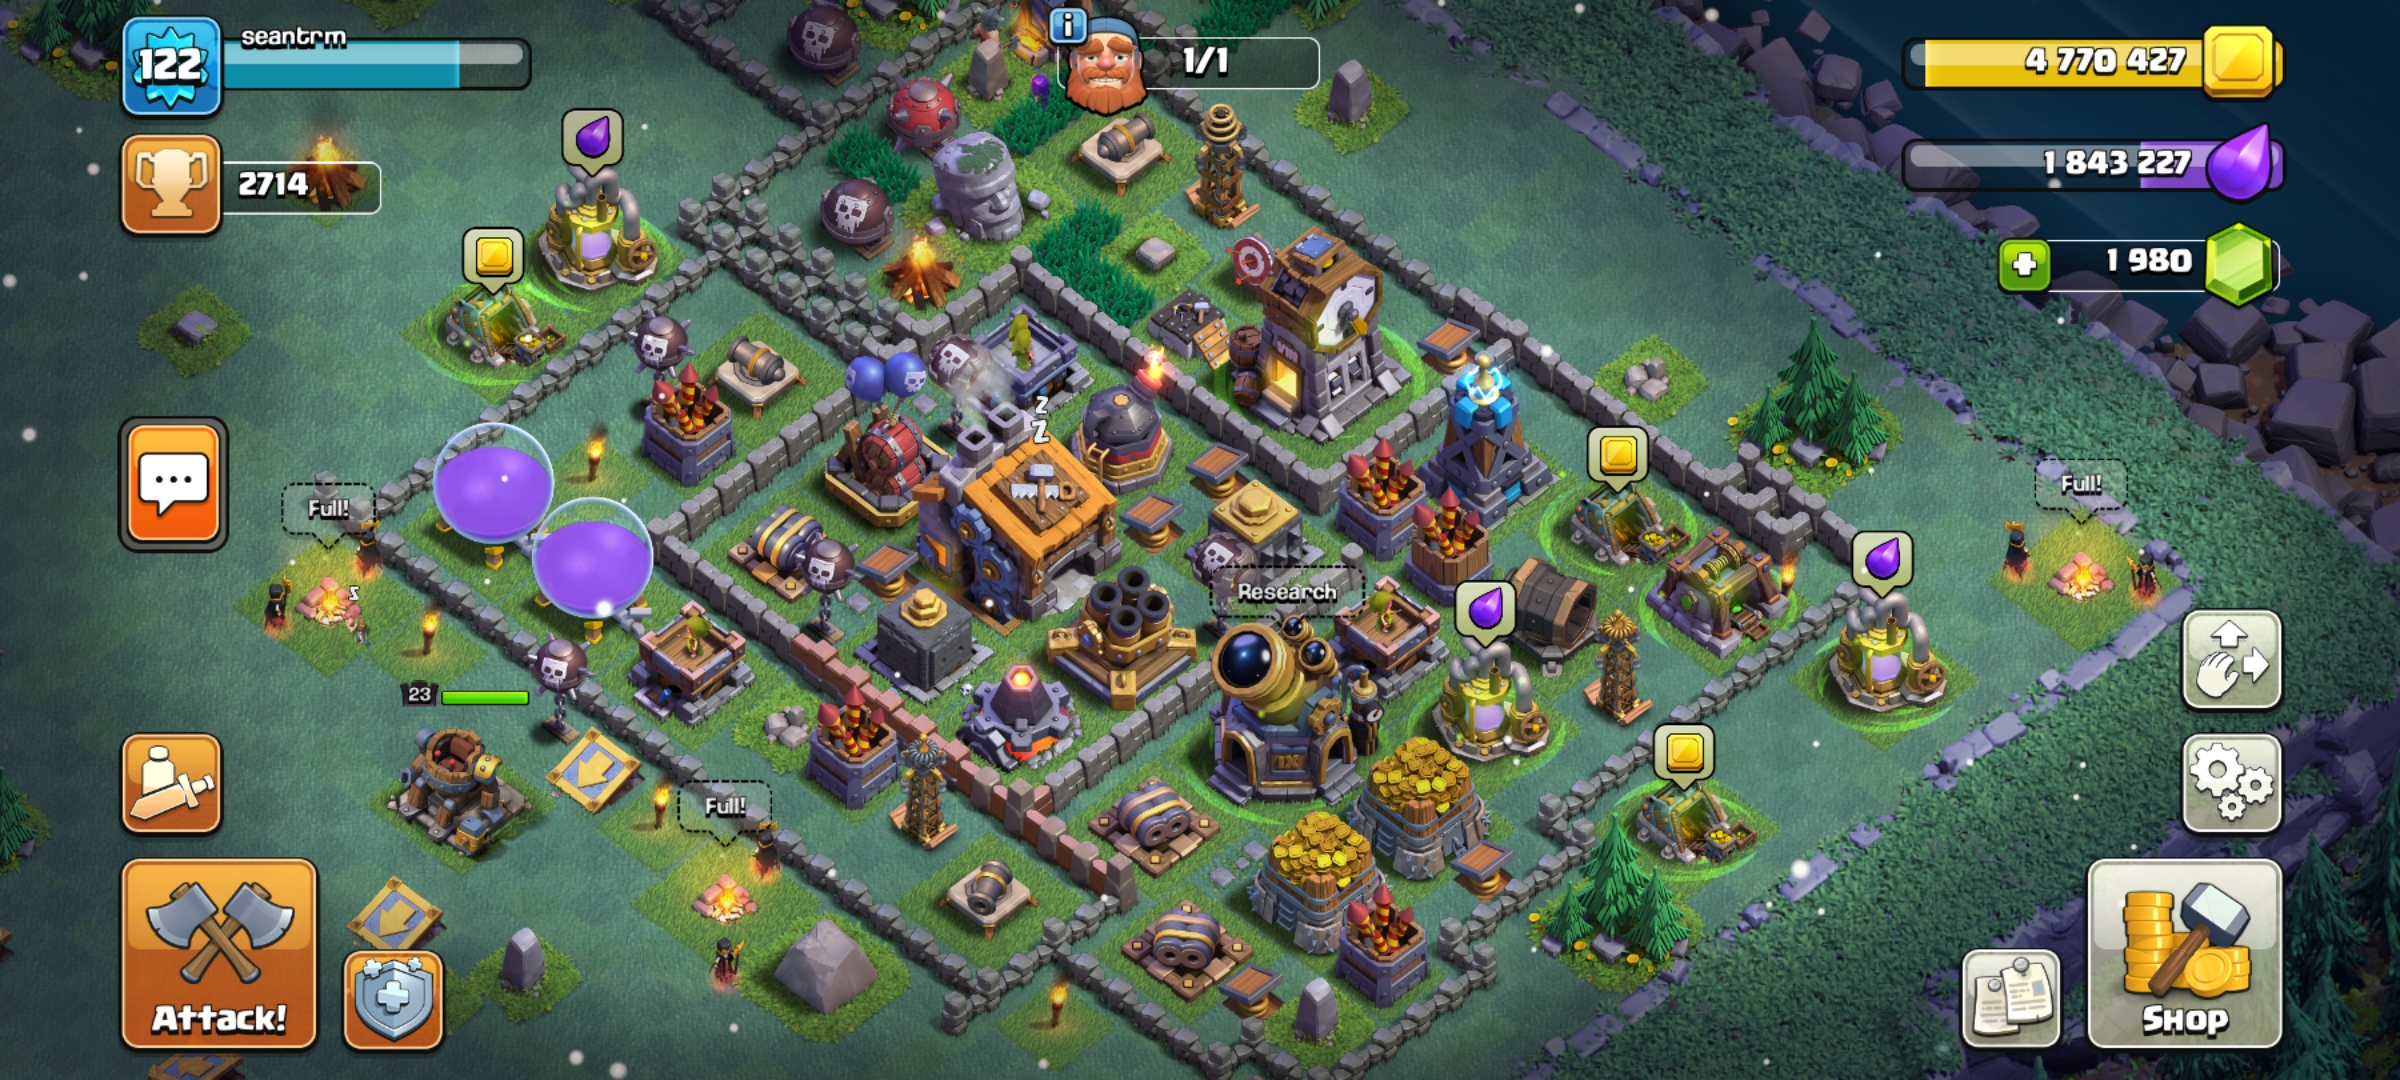 122
seantrm
1/1
4 770 427
2714
1 843 227
1 980
Z
Z
Full!
Full!
Research
23
IX
Full!
Attack!
Shop